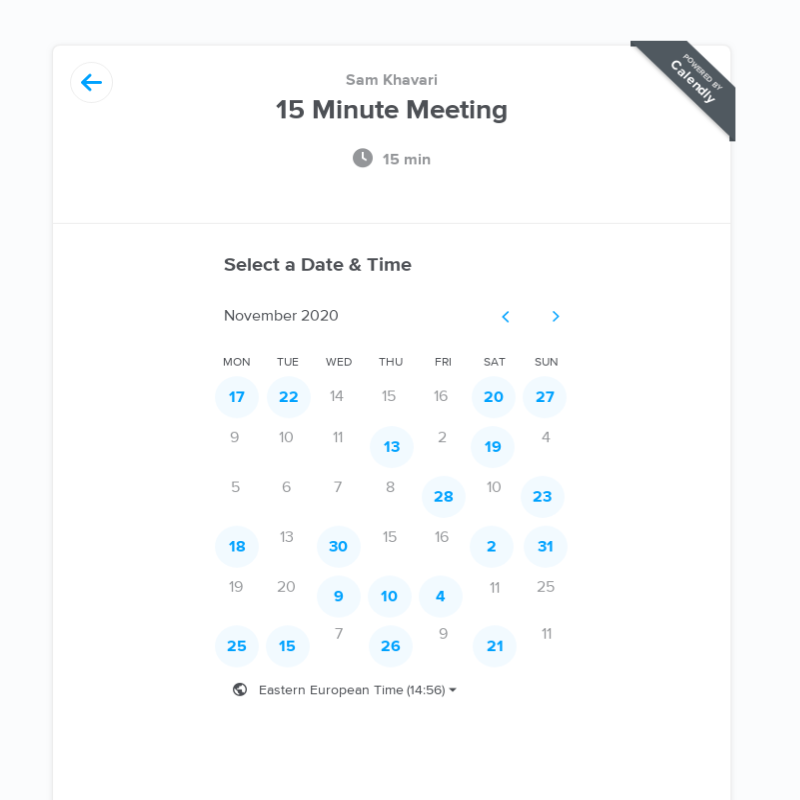 Sam Khavari
15 Minute Meeting
15 min
POWERED BY
Calendly
Select a Date & Time
November 2020
MON TUE WED THU FRI SAT SUN
17 22 14 15 16 20 27
9 10 11 13 2 19 4
5 6 7 8 28 10 23
18 13 30 15 16 2 31
19 20 9 10 4 11 25
25 15 7 26 9 21 11
Eastern European Time (14:56)